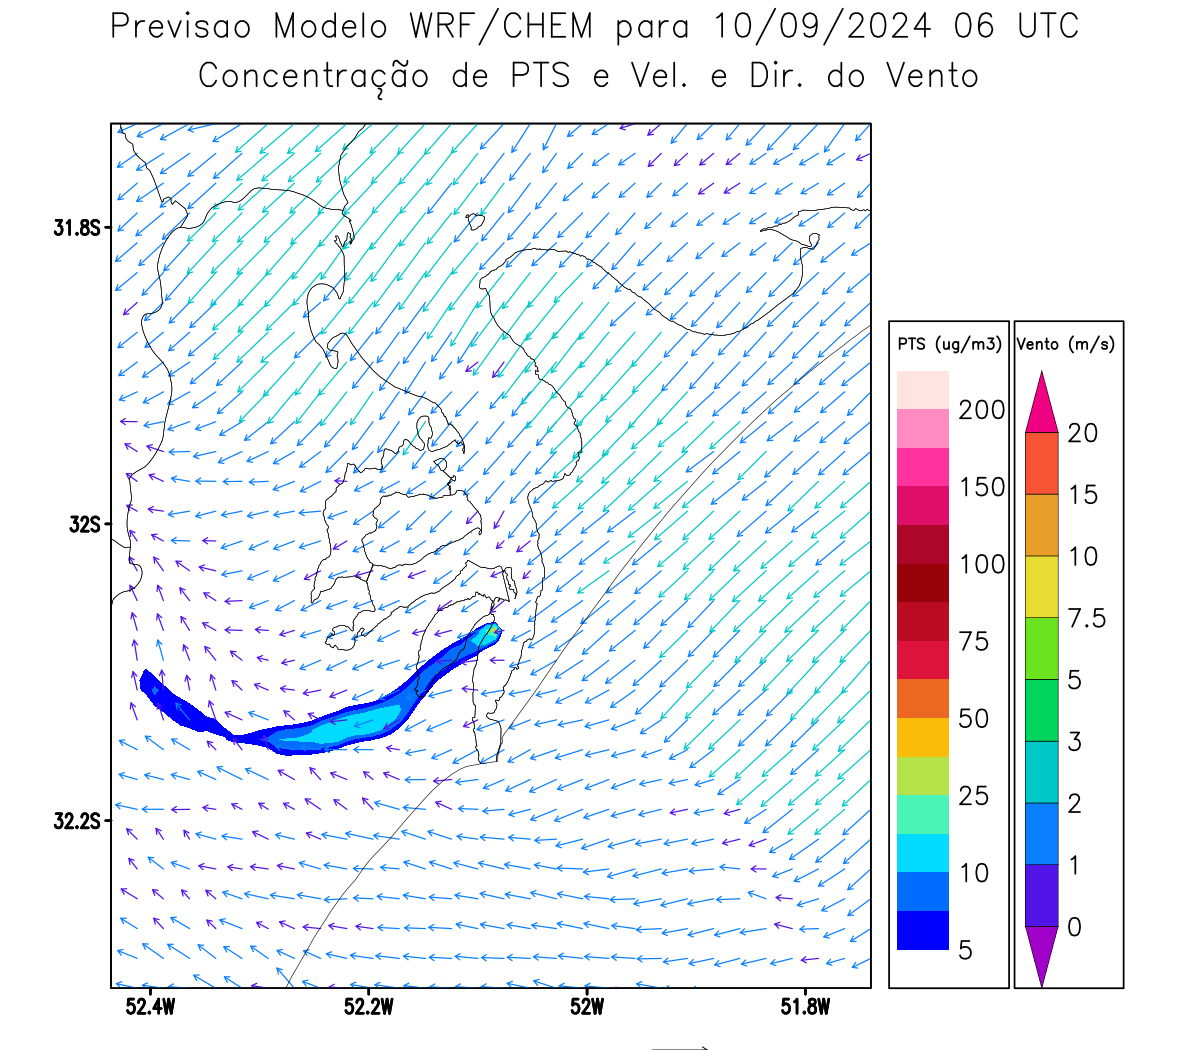 Previsao Modelo WRF/CHEM para 10/09/2024 06 UTC
Concentração de PTS e Vel. e Dir. do Vento
31.8S
32S
32.2S
52.4W 52.2W 52W 51.8W
PTS (ug/m3)
200
150
100
75
50
25
10
5
Vento (m/s)
20
15
10
7.5
5
3
2
1
0